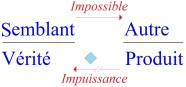 Impossible
Semblant Autre
Vérité Produit
Impuissance